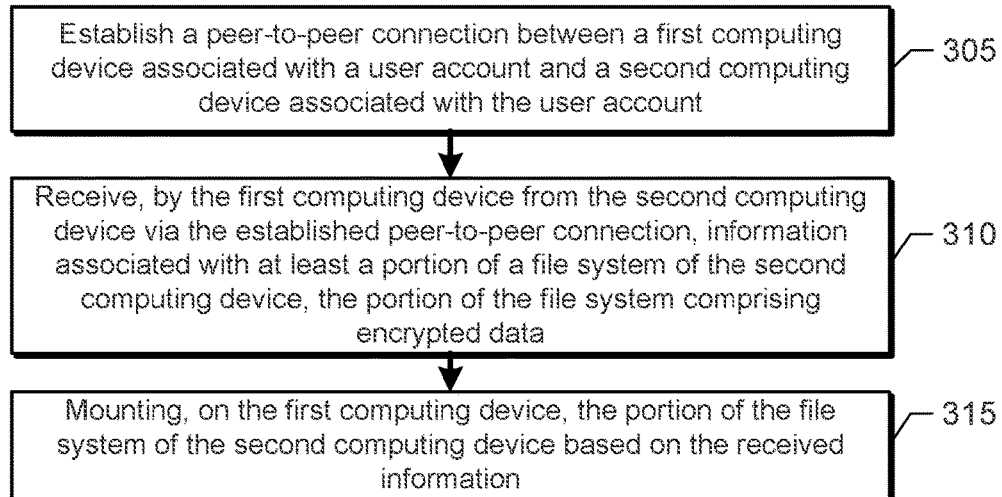 Establish a peer-to-peer connection between a first computing
device associated with a user account and a second computing
device associated with the user account
305
Receive, by the first computing device from the second computing
device via the established peer-to-peer connection, information
associated with at least a portion of a file system of the second
computing device, the portion of the file system comprising
encrypted data
310
Mounting, on the first computing device, the portion of the file
system of the second computing device based on the received
information
315